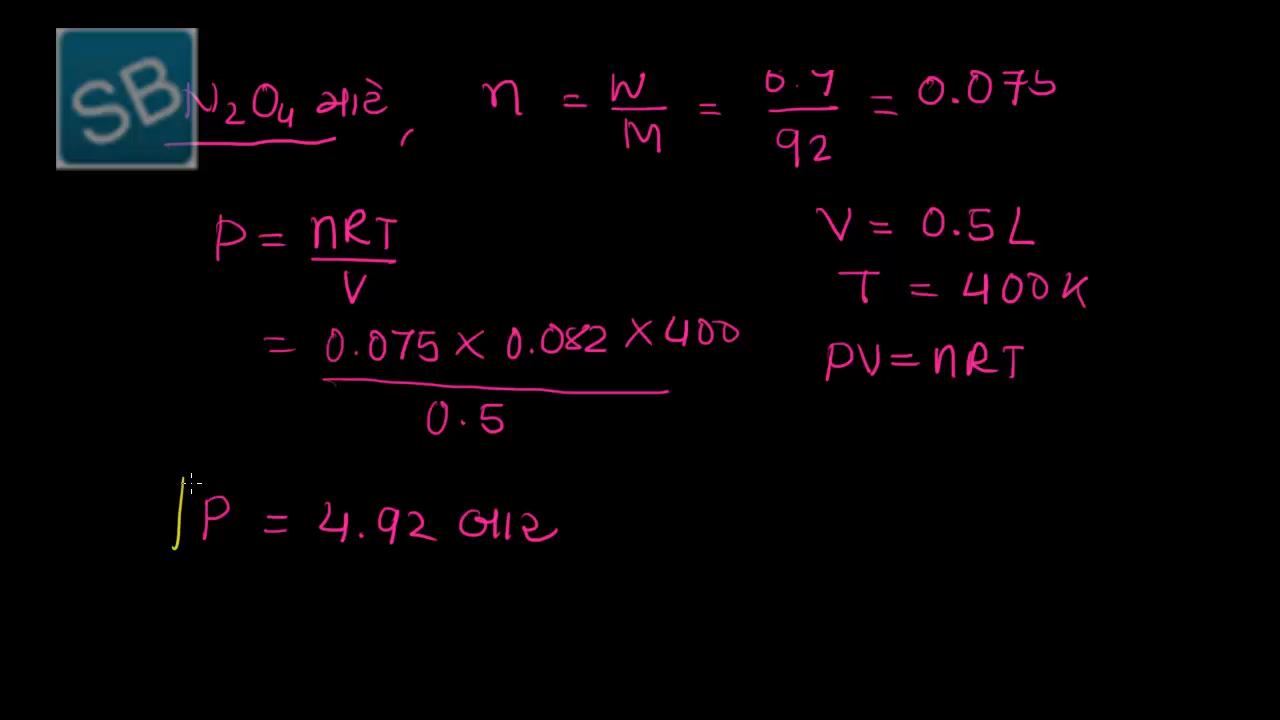 SB
N₂O₄ માટે, n = W/M = 0.7/92 = 0.075
P = nRT/V
V = 0.5 L
T = 400 K
= 0.075 × 0.082 × 400 / 0.5
PV = nRT
P = 4.92 બાર